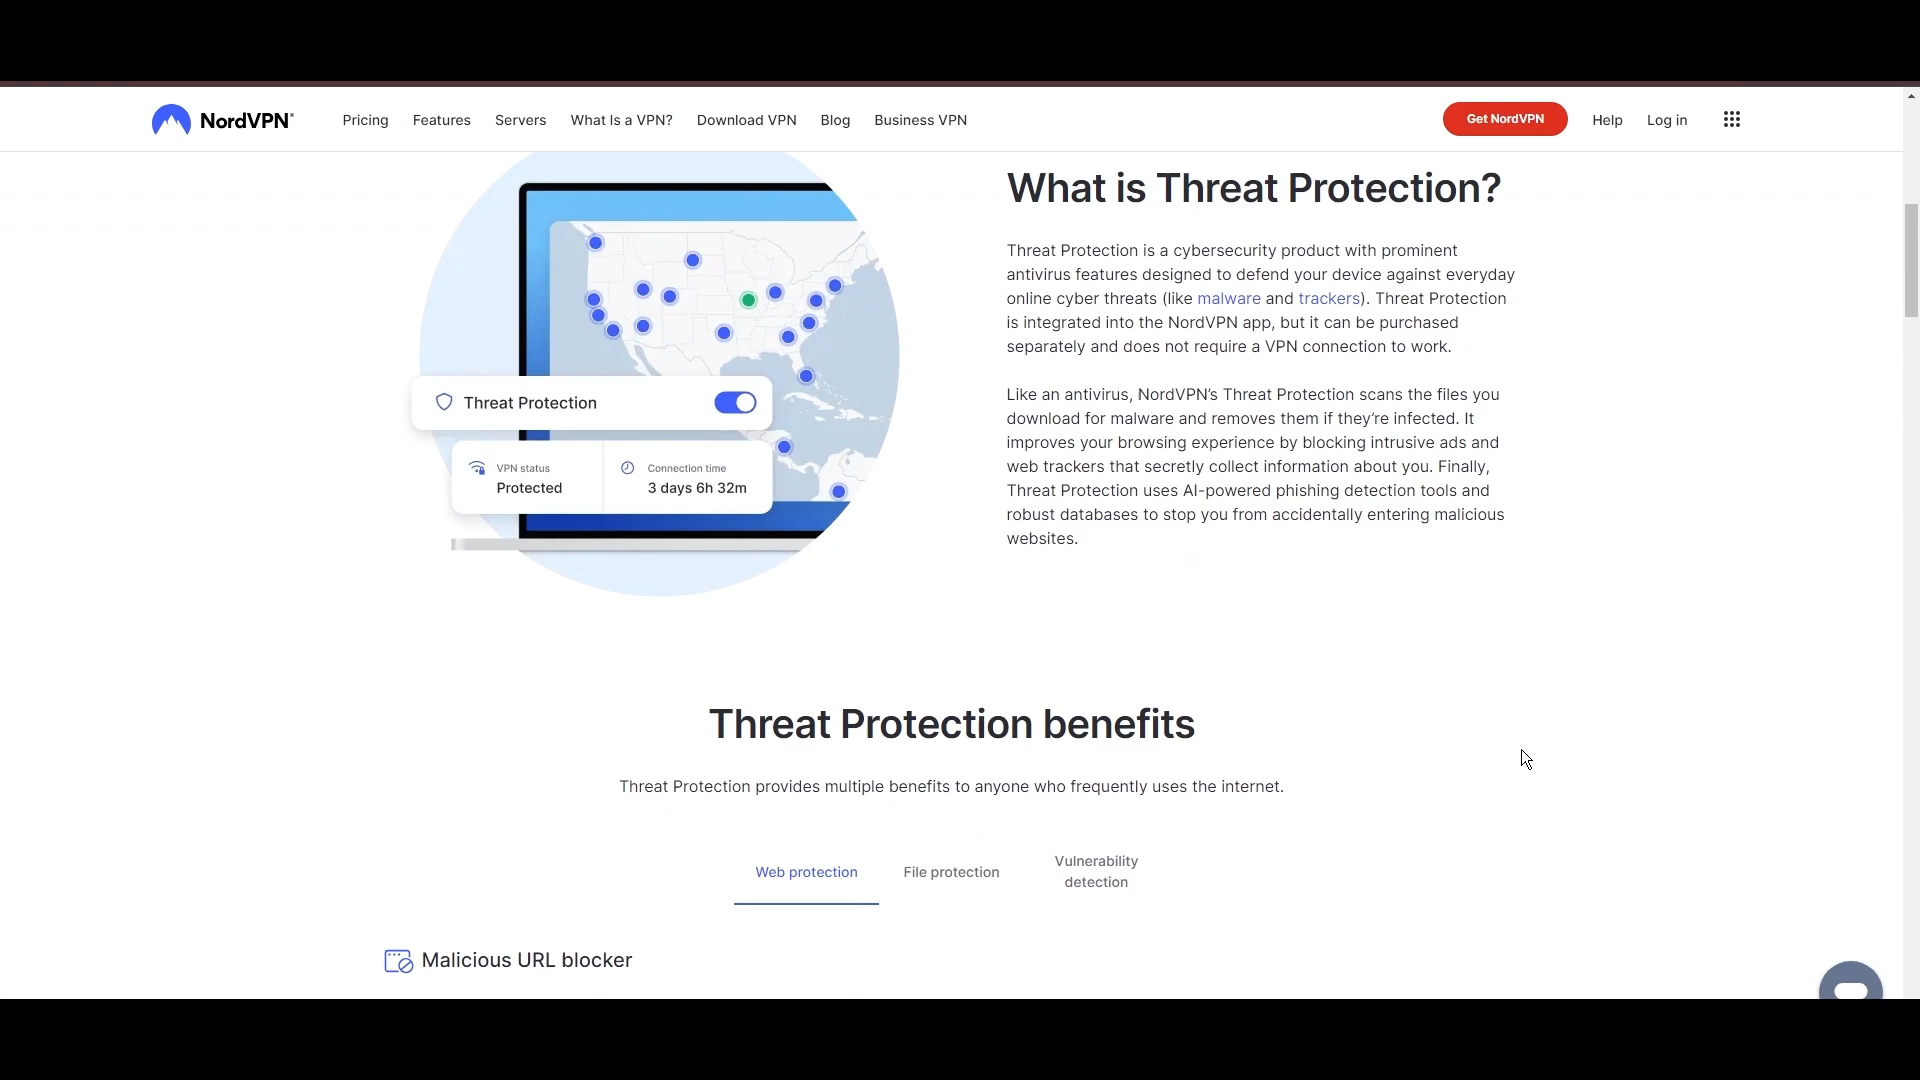 NordVPN®
Pricing
Features
Servers
What Is a VPN?
Download VPN
Blog
Business VPN
Get NordVPN
Help
Log in
Threat Protection
VPN status
Protected
Connection time
3 days 6h 32m
What is Threat Protection?
Threat Protection is a cybersecurity product with prominent
antivirus features designed to defend your device against everyday
online cyber threats (like malware and trackers). Threat Protection
is integrated into the NordVPN app, but it can be purchased
separately and does not require a VPN connection to work.
Like an antivirus, NordVPN’s Threat Protection scans the files you
download for malware and removes them if they’re infected. It
improves your browsing experience by blocking intrusive ads and
web trackers that secretly collect information about you. Finally,
Threat Protection uses AI-powered phishing detection tools and
robust databases to stop you from accidentally entering malicious
websites.
Threat Protection benefits
Threat Protection provides multiple benefits to anyone who frequently uses the internet.
Web protection
File protection
Vulnerability
detection
Malicious URL blocker